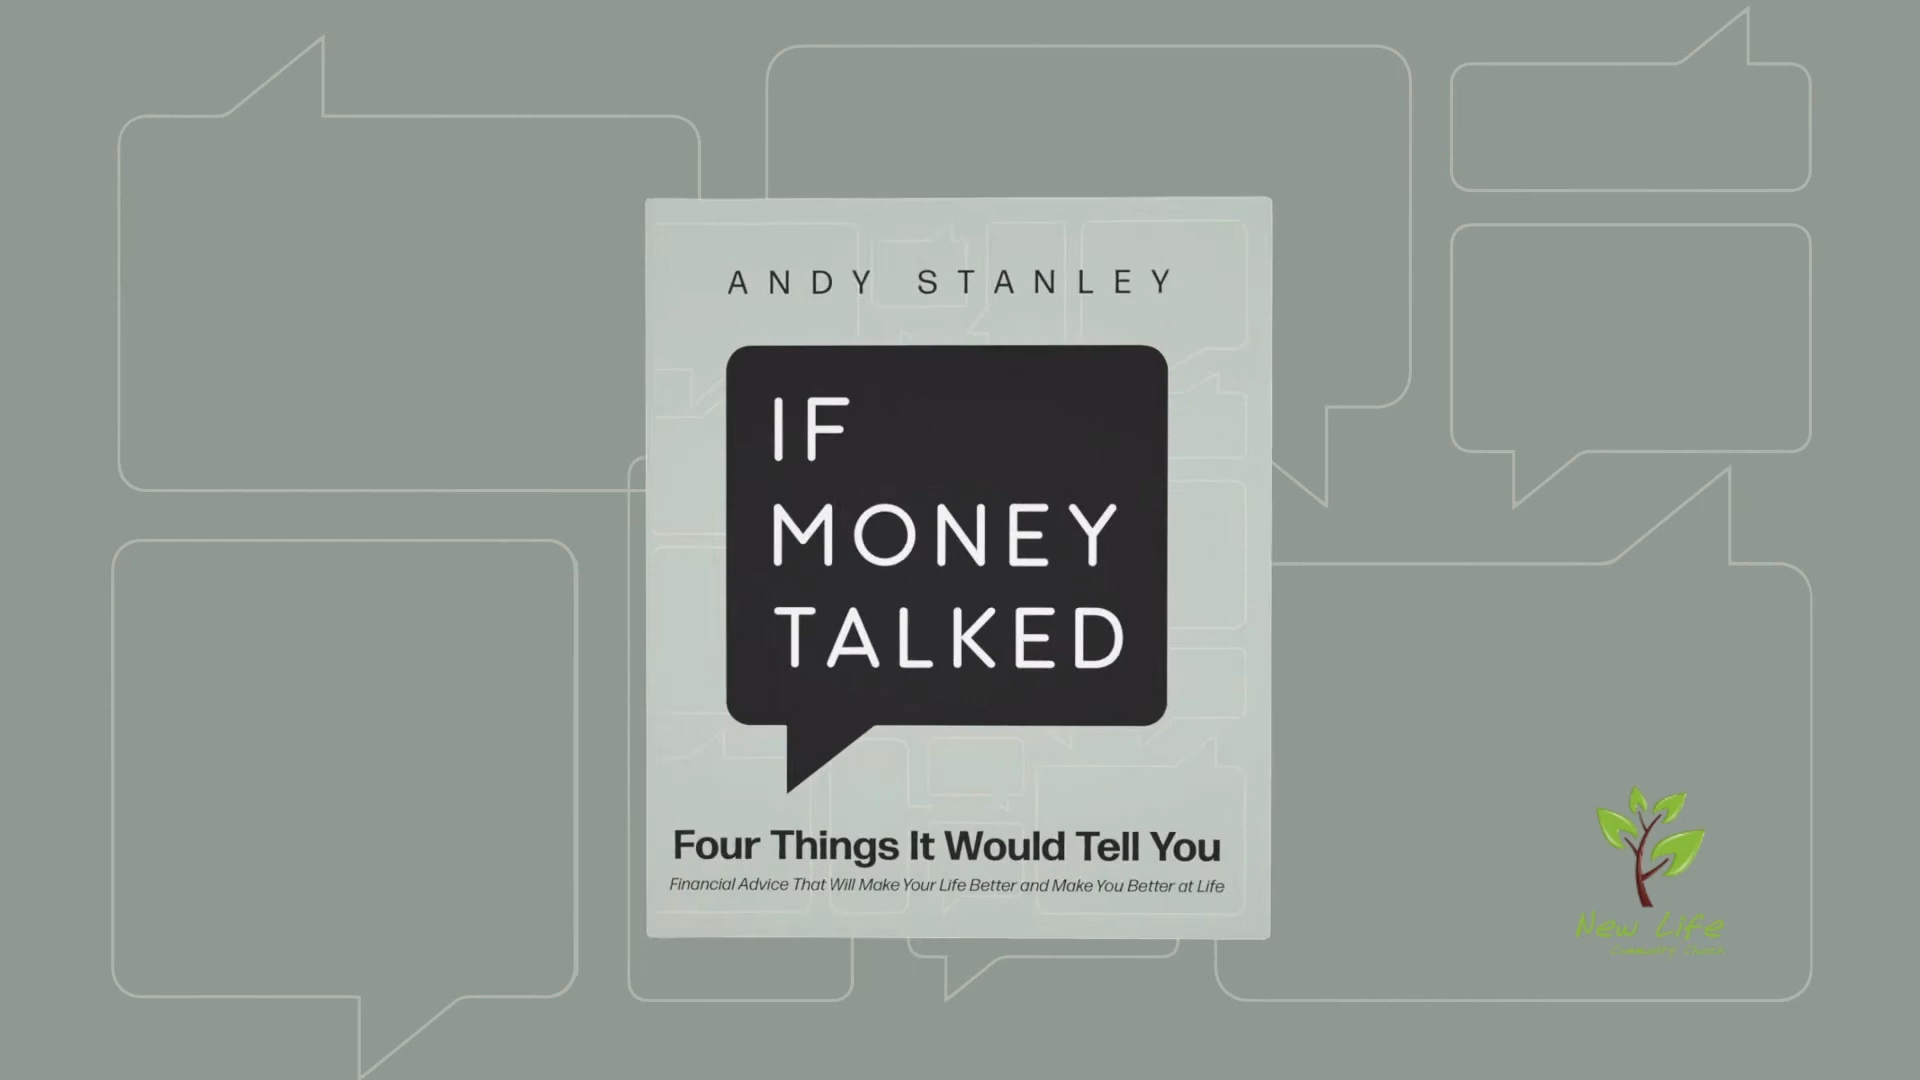 ANDY STANLEY
IF
MONEY
TALKED
Four Things It Would Tell You
Financial Advice That Will Make Your Life Better and Make You Better at Life
New Life